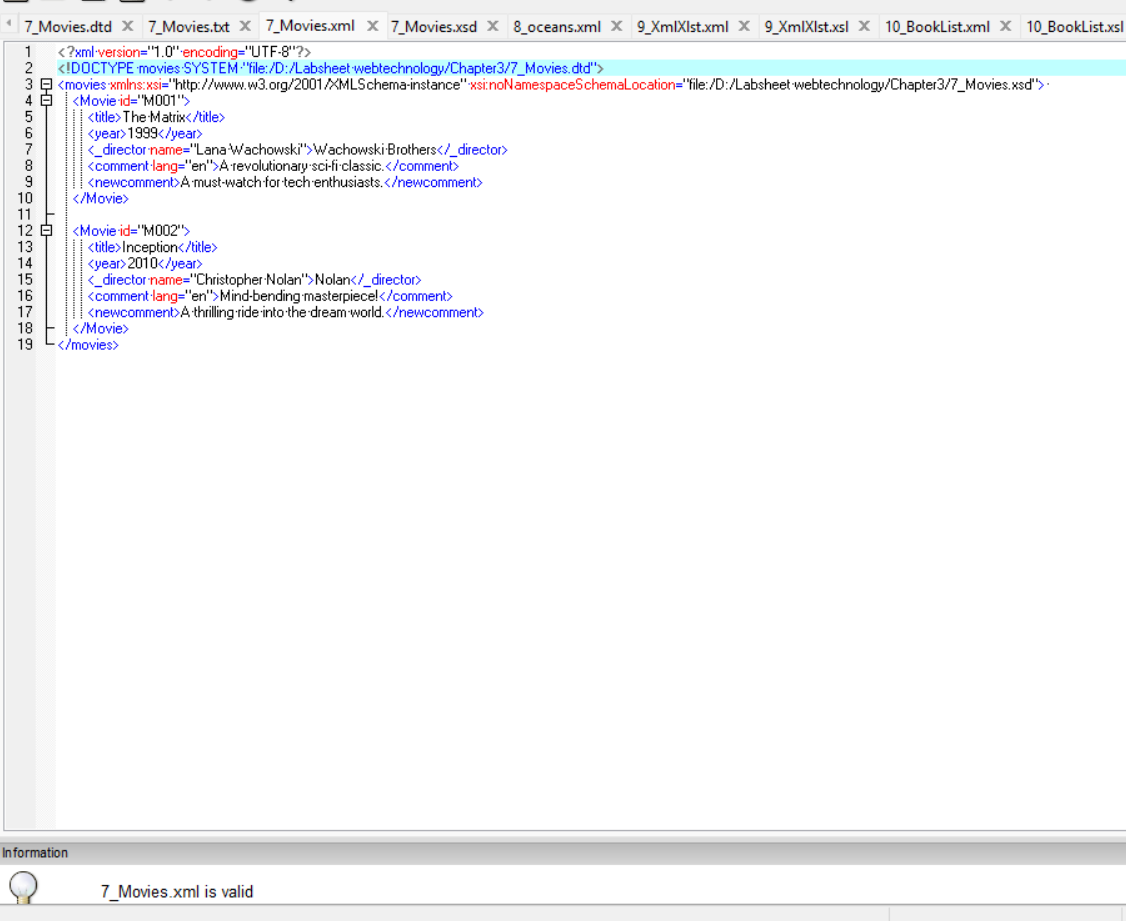 7_Movies.dtd X 7_Movies.txt X 7_Movies.xml X 7_Movies.xsd X 8_oceans.xml X 9_XmlXlst.xml X 9_XmlXlst.xsl X 10_BookList.xml X 10_BookList.xsl
1 <?xml version="1.0" encoding="UTF-8"?>
2 <!DOCTYPE movies SYSTEM "file:/D:/Labsheet webtechnology/Chapter3/7_Movies.dtd">
3 <movies xmlns:xsi="http://www.w3.org/2001/XMLSchema-instance" xsi:noNamespaceSchemaLocation="file:/D:/Labsheet webtechnology/Chapter3/7_Movies.xsd">
4 <Movie id="M001">
5 <title>The Matrix</title>
6 <year>1999</year>
7 <_director name="Lana Wachowski">Wachowski Brothers</_director>
8 <comment lang="en">A revolutionary sci-fi classic.</comment>
9 <newcomment>A must-watch for tech enthusiasts.</newcomment>
10 </Movie>
11
12 <Movie id="M002">
13 <title>Inception</title>
14 <year>2010</year>
15 <_director name="Christopher Nolan">Nolan</_director>
16 <comment lang="en">Mind-bending masterpiece!</comment>
17 <newcomment>A thrilling ride into the dream world.</newcomment>
18 </Movie>
19 </movies>
Information
7_Movies.xml is valid